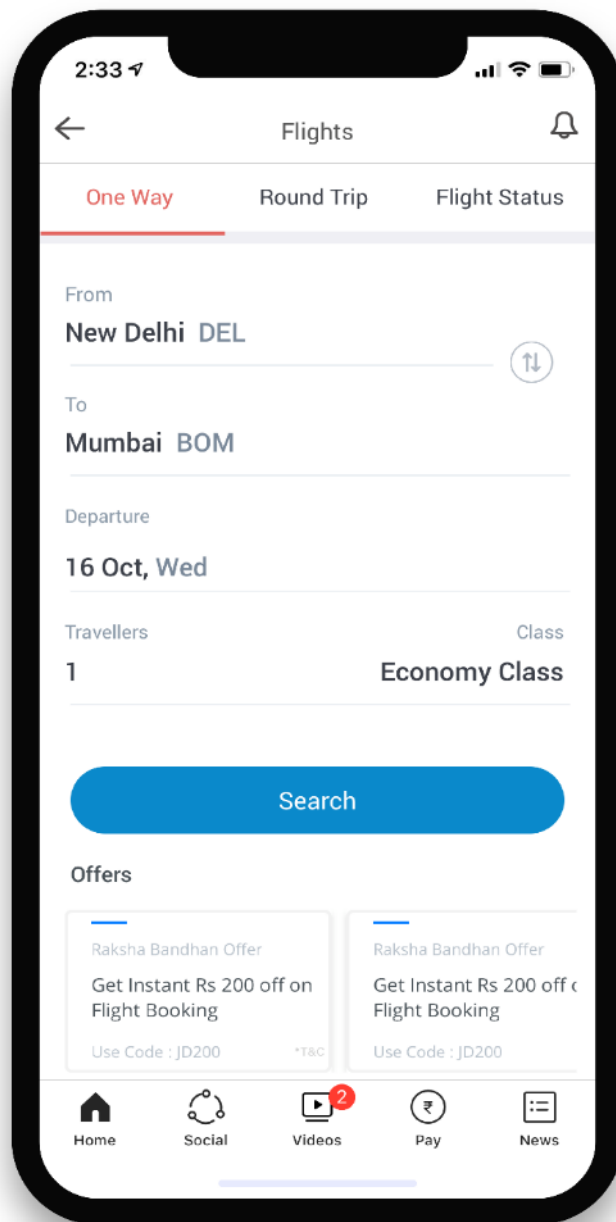 2:33
Flights
One Way Round Trip Flight Status
From
New Delhi DEL
To
Mumbai BOM
Departure
16 Oct, Wed
Travellers Class
1 Economy Class
Search
Offers
Raksha Bandhan Offer
Get Instant Rs 200 off on
Flight Booking
Use Code : JD200 *T&C
Raksha Bandhan Offer
Get Instant Rs 200 off
Flight Booking
Use Code : JD200
2
₹
Home Social Videos Pay News